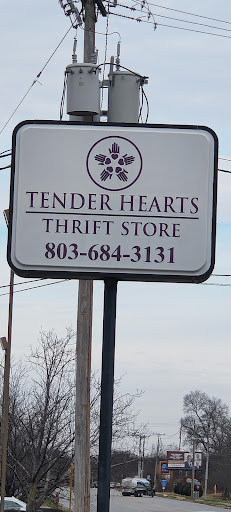 TENDER HEARTS
THRIFT STORE
803-684-3131